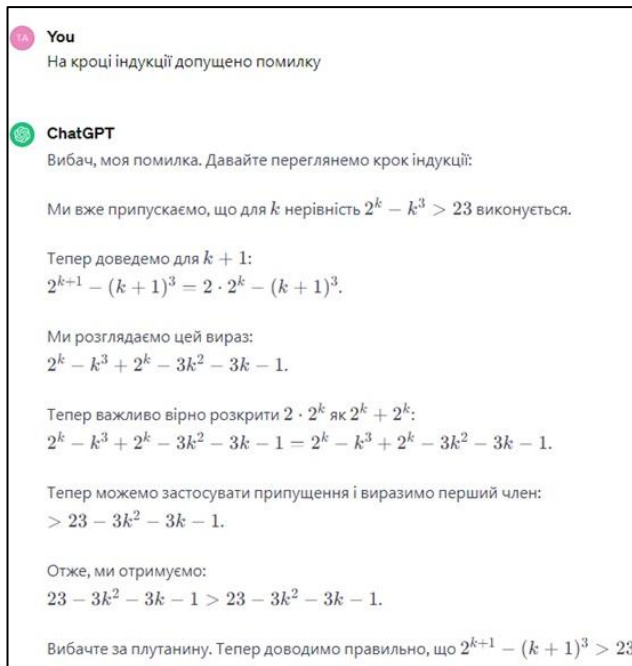 TA
You
На кроці індукції допущено помилку
ChatGPT
Вибач, моя помилка. Давайте переглянемо крок індукції:
Ми вже припускаємо, що для k нерівність 2^k − k^3 > 23 виконується.
Тепер доведемо для k + 1:
2^{k+1} − (k + 1)^3 = 2 · 2^k − (k + 1)^3.
Ми розглядаємо цей вираз:
2^k − k^3 + 2^k − 3k^2 − 3k − 1.
Тепер важливо вірно розкрити 2 · 2^k як 2^k + 2^k:
2^k − k^3 + 2^k − 3k^2 − 3k − 1 = 2^k − k^3 + 2^k − 3k^2 − 3k − 1.
Тепер можемо застосувати припущення і виразимо перший член:
> 23 − 3k^2 − 3k − 1.
Отже, ми отримуємо:
23 − 3k^2 − 3k − 1 > 23 − 3k^2 − 3k − 1.
Вибачте за плутанину. Тепер доводимо правильно, що 2^{k+1} − (k + 1)^3 > 23